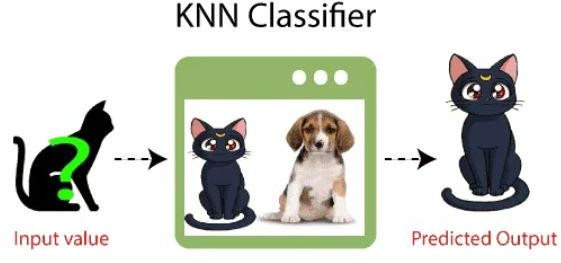 KNN Classifier
?
Input value
Predicted Output